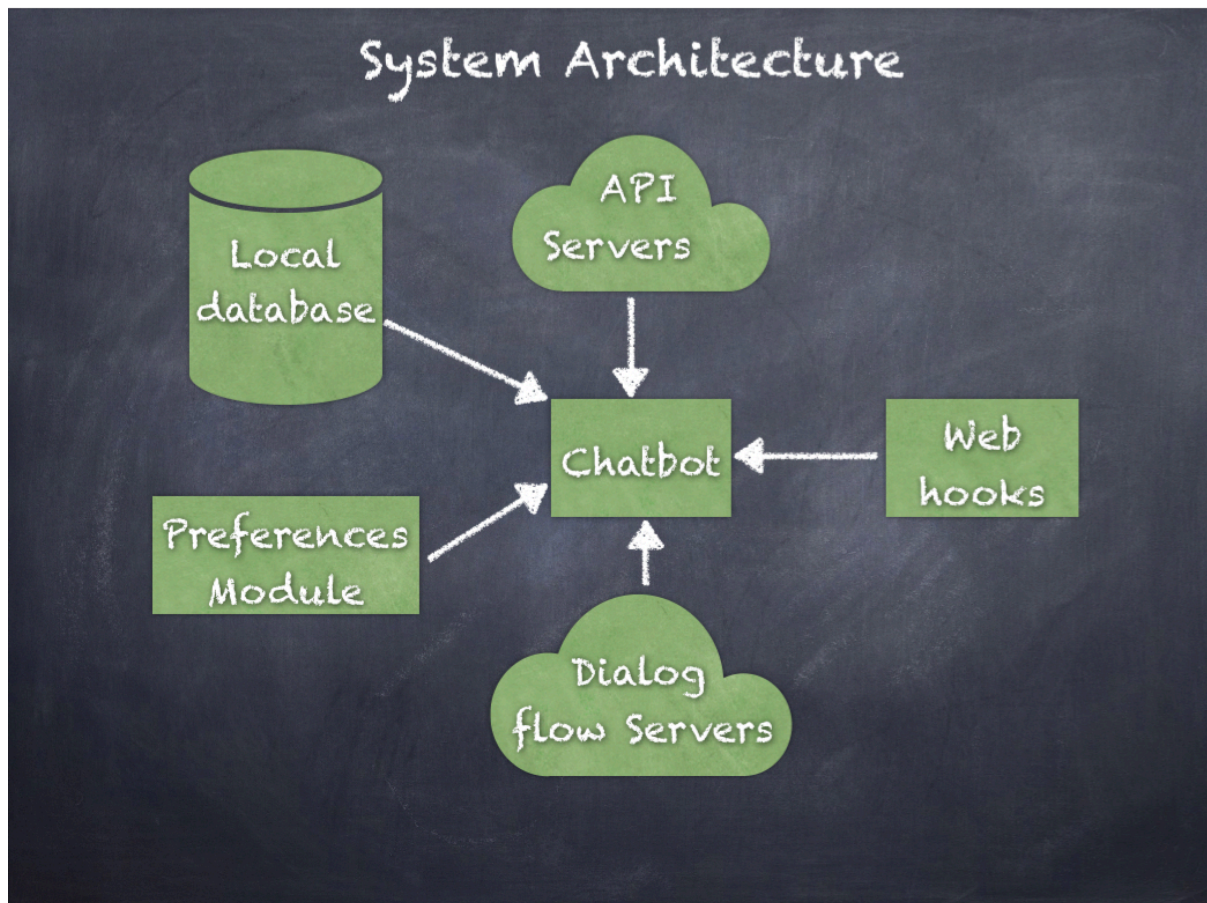 System Architecture
Local
database
API
Servers
Chatbot
Web
hooks
Preferences
Module
Dialog
flow Servers